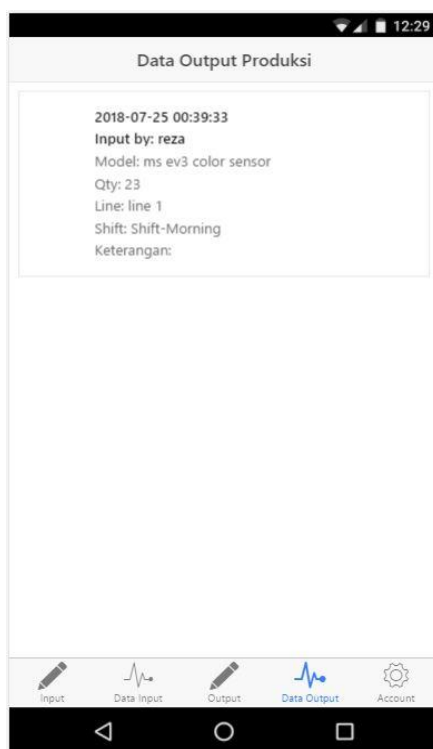 12:29
Data Output Produksi
2018-07-25 00:39:33
Input by: reza
Model: ms ev3 color sensor
Qty: 23
Line: line 1
Shift: Shift-Morning
Keterangan:
Input
Data Input
Output
Data Output
Account